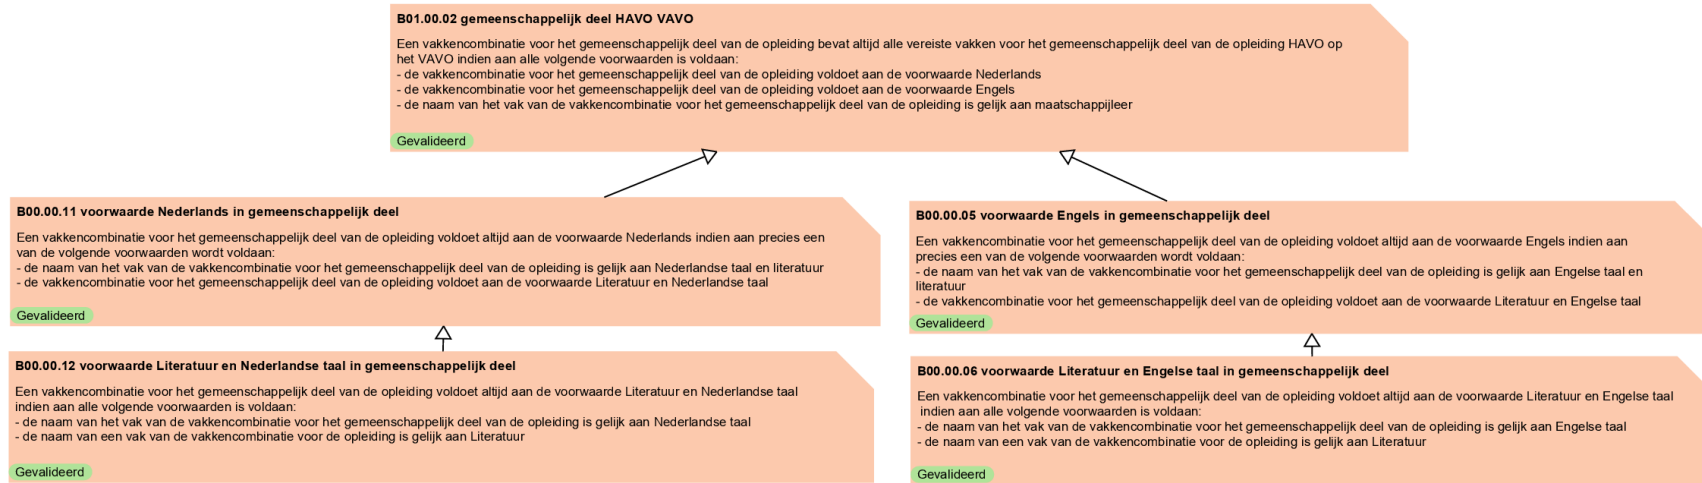 B01.00.02 gemeenschappelijk deel HAVO VAVO
Een vakkencombinatie voor het gemeenschappelijk deel van de opleiding bevat altijd alle vereiste vakken voor het gemeenschappelijk deel van de opleiding HAVO op
het VAVO indien aan alle volgende voorwaarden is voldaan:
- de vakkencombinatie voor het gemeenschappelijk deel van de opleiding voldoet aan de voorwaarde Nederlands
- de vakkencombinatie voor het gemeenschappelijk deel van de opleiding voldoet aan de voorwaarde Engels
- de naam van het vak van de vakkencombinatie voor het gemeenschappelijk deel van de opleiding is gelijk aan maatschappijleer
Gevalideerd
B00.00.11 voorwaarde Nederlands in gemeenschappelijk deel
Een vakkencombinatie voor het gemeenschappelijk deel van de opleiding voldoet altijd aan de voorwaarde Nederlands indien aan precies een
van de volgende voorwaarden wordt voldaan:
- de naam van het vak van de vakkencombinatie voor het gemeenschappelijk deel van de opleiding is gelijk aan Nederlandse taal en literatuur
- de vakkencombinatie voor het gemeenschappelijk deel van de opleiding voldoet aan de voorwaarde Literatuur en Nederlandse taal
Gevalideerd
B00.00.05 voorwaarde Engels in gemeenschappelijk deel
Een vakkencombinatie voor het gemeenschappelijk deel van de opleiding voldoet altijd aan de voorwaarde Engels indien aan
precies een van de volgende voorwaarden wordt voldaan:
- de naam van het vak van de vakkencombinatie voor het gemeenschappelijk deel van de opleiding is gelijk aan Engelse taal en
literatuur
- de vakkencombinatie voor het gemeenschappelijk deel van de opleiding voldoet aan de voorwaarde Literatuur en Engelse taal
Gevalideerd
B00.00.12 voorwaarde Literatuur en Nederlandse taal in gemeenschappelijk deel
Een vakkencombinatie voor het gemeenschappelijk deel van de opleiding voldoet altijd aan de voorwaarde Literatuur en Nederlandse taal
indien aan alle volgende voorwaarden is voldaan:
- de naam van het vak van de vakkencombinatie voor het gemeenschappelijk deel van de opleiding is gelijk aan Nederlandse taal
- de naam van een vak van de vakkencombinatie voor de opleiding is gelijk aan Literatuur
Gevalideerd
B00.00.06 voorwaarde Literatuur en Engelse taal in gemeenschappelijk deel
Een vakkencombinatie voor het gemeenschappelijk deel van de opleiding voldoet altijd aan de voorwaarde Literatuur en Engelse taal
indien aan alle volgende voorwaarden is voldaan:
- de naam van het vak van de vakkencombinatie voor het gemeenschappelijk deel van de opleiding is gelijk aan Engelse taal
- de naam van een vak van de vakkencombinatie voor de opleiding is gelijk aan Literatuur
Gevalideerd